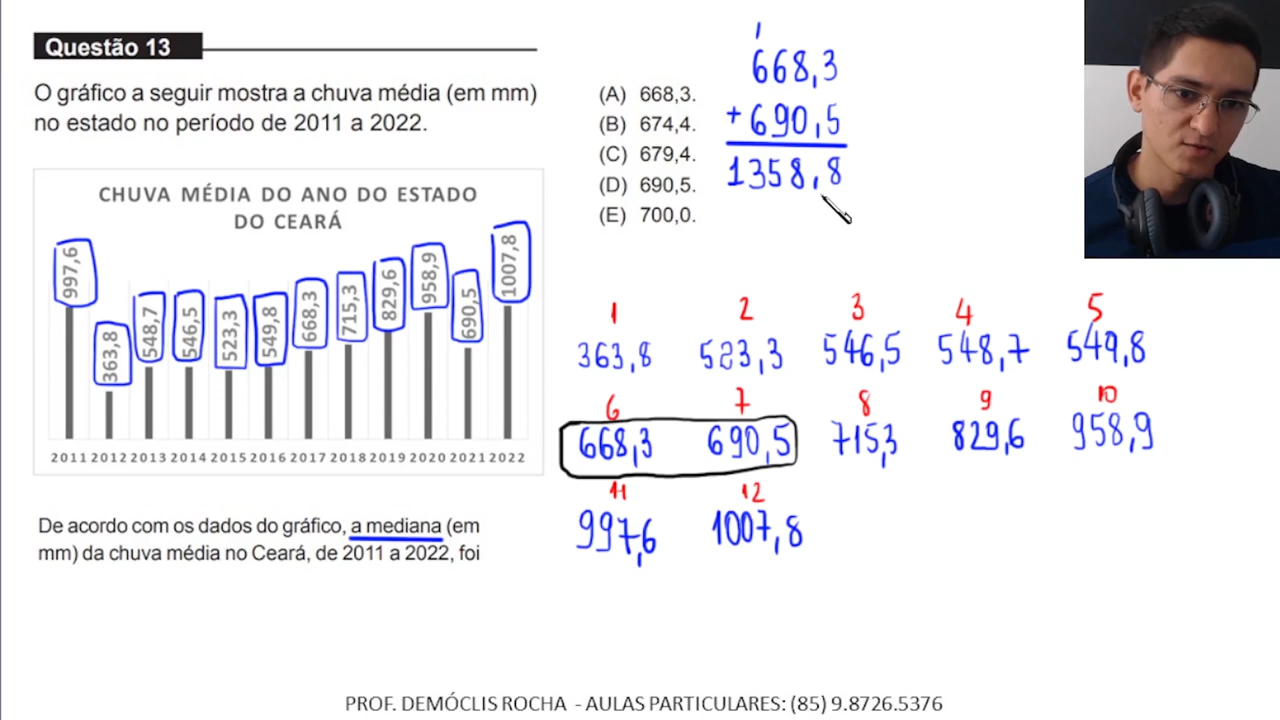 Questão 13
O gráfico a seguir mostra a chuva média (em mm)
no estado no período de 2011 a 2022.
CHUVA MÉDIA DO ANO DO ESTADO
DO CEARÁ
997,6 363,8 548,7 546,5 523,3 549,8 668,3 715,3 829,6 958,9 690,5 1007,8
2011 2012 2013 2014 2015 2016 2017 2018 2019 2020 2021 2022
De acordo com os dados do gráfico, a mediana (em
mm) da chuva média no Ceará, de 2011 a 2022, foi
(A) 668,3.
(B) 674,4.
(C) 679,4.
(D) 690,5.
(E) 700,0.
1
668,3
+690,5
1358,8
1 2 3 4 5
363,8 523,3 546,5 548,7 549,8
6 7 8 9 10
668,3 690,5 715,3 829,6 958,9
11 12
997,6 1007,8
PROF. DEMÓCLIS ROCHA - AULAS PARTICULARES: (85) 9.8726.5376